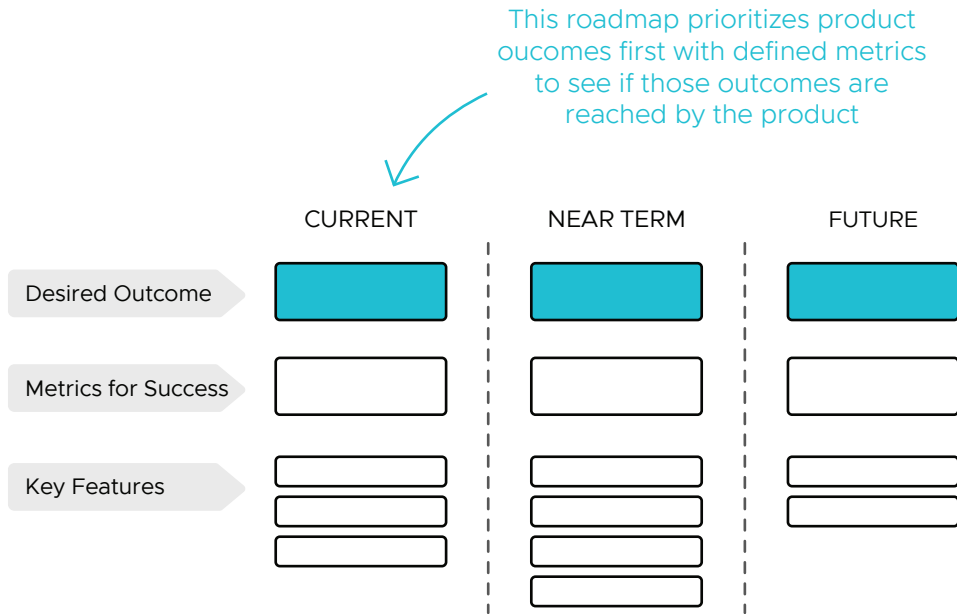 This roadmap prioritizes product
oucomes first with defined metrics
to see if those outcomes are
reached by the product
CURRENT
NEAR TERM
FUTURE
Desired Outcome
Metrics for Success
Key Features